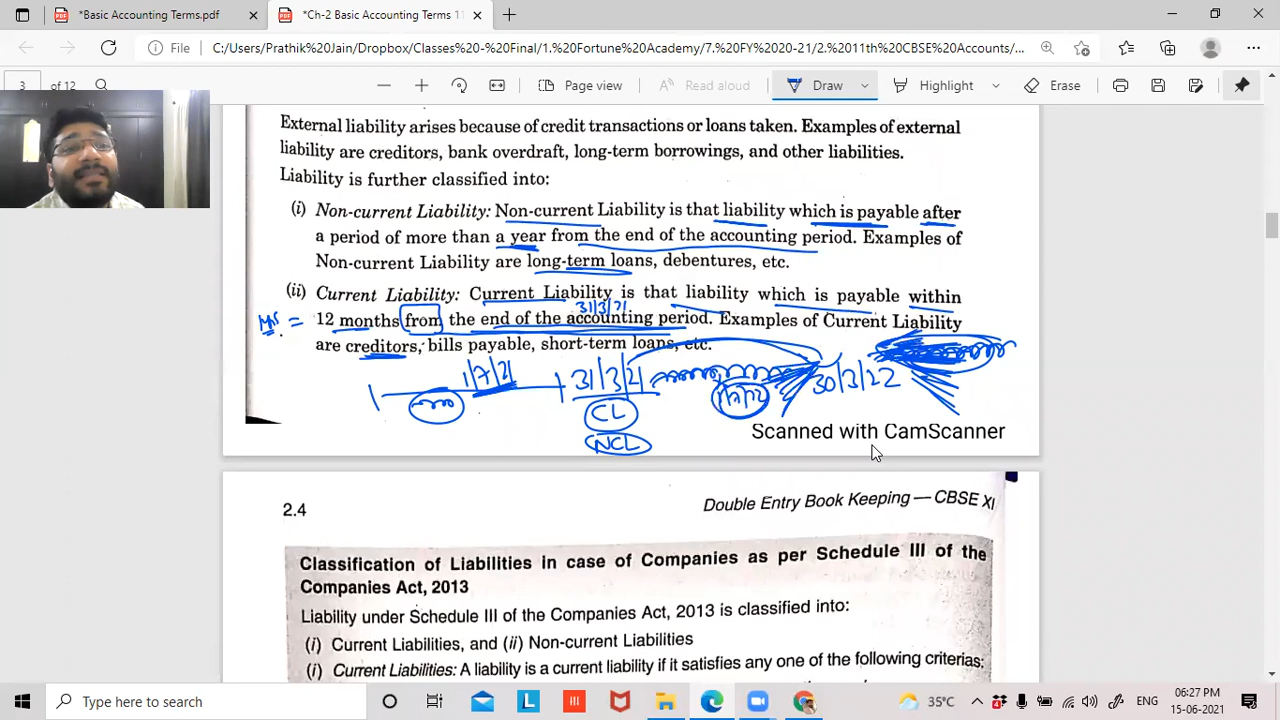 *Ch-2 Basic Accounting Terms
*Ch-2 Basic Accounting Terms 11
File
C:/Users/Prathik%20Jain/Dropbox/Classes%20-%20Final/1.%20Fortune%20Academy/7.%20FY%2020-21/2.%2011th%20CBSE%20Accounts/...
3 of 12
Page view
Read aloud
Draw
Highlight
Erase
External liability arises because of credit transactions or loans taken. Examples of external
liability are creditors, bank overdraft, long-term borrowings, and other liabilities.
Liability is further classified into:
(i) Non-current Liability: Non-current Liability is that liability which is payable after
a period of more than a year from the end of the accounting period. Examples of
Non-current Liability are long-term loans, debentures, etc.
(ii) Current Liability: Current Liability is that liability which is payable within
31/3/21
12 months from the end of the accounting period. Examples of Current Liability
are creditors, bills payable, short-term loans, etc.
1/7/21
31/3/21
30/3/22
CL
NCL
Scanned with CamScanner
2.4
Double Entry Book Keeping—CBSE XI
Classification of Liabilities in case of Companies as per Schedule III of the
Companies Act, 2013
Liability under Schedule III of the Companies Act, 2013 is classified into:
(i) Current Liabilities, and (ii) Non-current Liabilities
(i) Current Liabilities: A liability is a current liability if it satisfies any one of the following criterias:
Type here to search
35°C
ENG
06:27 PM
15-06-2021